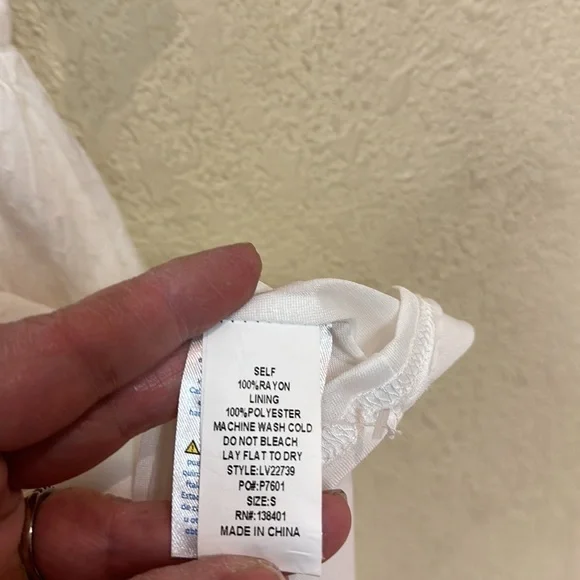 SELF
100%RAYON
LINING
100%POLYESTER
MACHINE WASH COLD
DO NOT BLEACH
LAY FLAT TO DRY
STYLE:LV22739
PO#:P7601
SIZE:S
RN#:138401
MADE IN CHINA